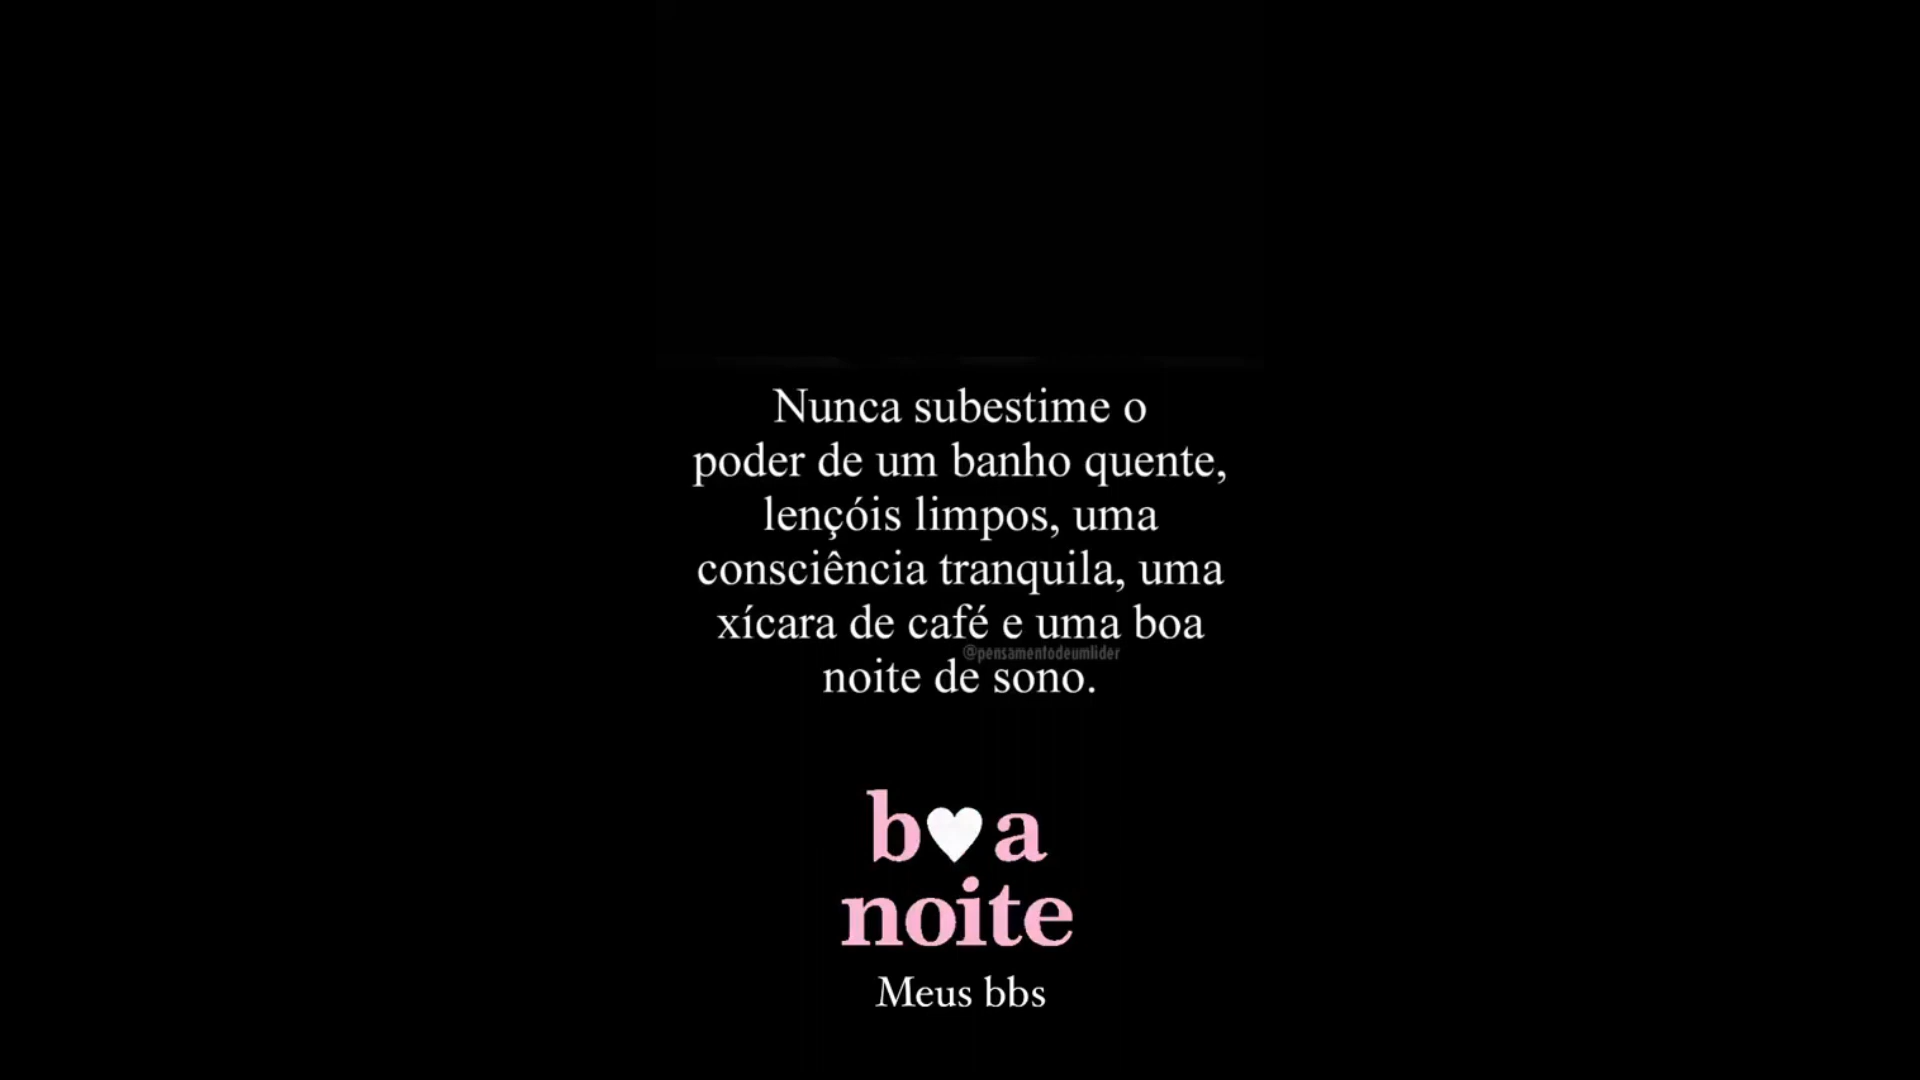 Nunca subestime o
poder de um banho quente,
lençóis limpos, uma
consciência tranquila, uma
xícara de café e uma boa
@pensamentodeumlider
noite de sono.
b🤍a
noite
Meus bbs